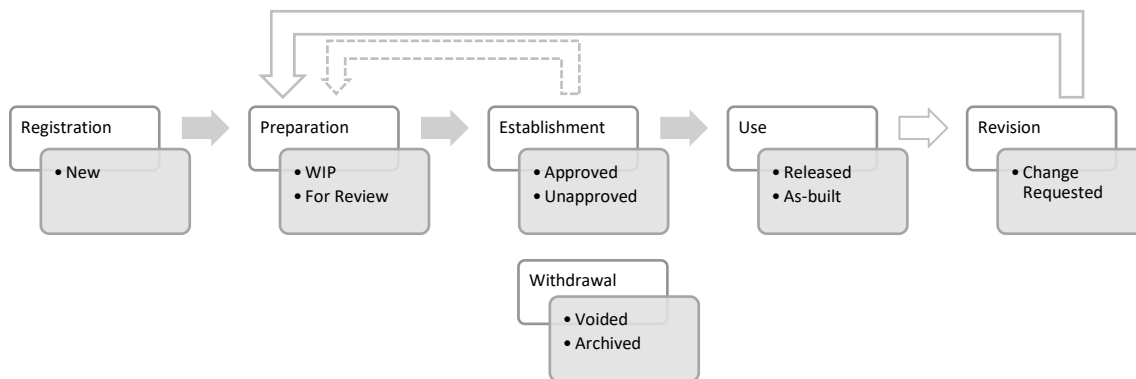 Registration
• New
Preparation
• WIP
• For Review
Establishment
• Approved
• Unapproved
Use
• Released
• As-built
Revision
• Change
Requested
Withdrawal
• Voided
• Archived